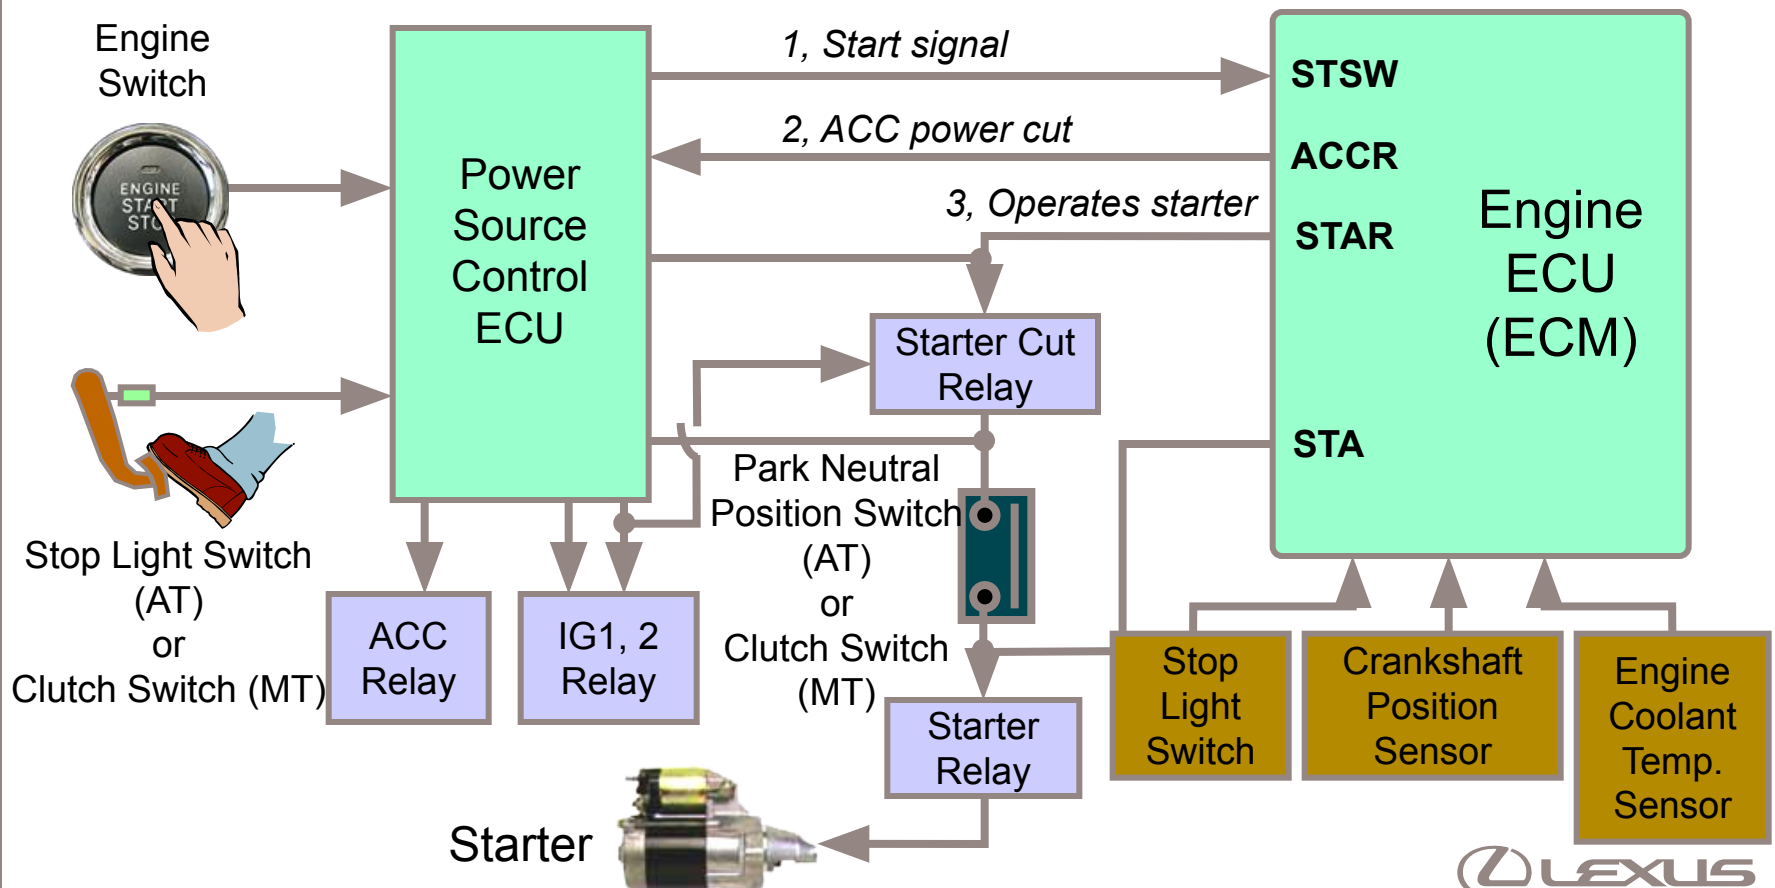 Engine
Switch
ENGINE
START
STO
Stop Light Switch
(AT)
or
Clutch Switch (MT)
Power
Source
Control
ECU
1, Start signal
2, ACC power cut
3, Operates starter
STSW
ACCR
STAR
STA
Engine
ECU
(ECM)
Starter Cut
Relay
Park Neutral
Position Switch
(AT)
or
Clutch Switch
(MT)
ACC
Relay
IG1, 2
Relay
Starter
Relay
Stop
Light
Switch
Crankshaft
Position
Sensor
Engine
Coolant
Temp.
Sensor
Starter
LEXUS